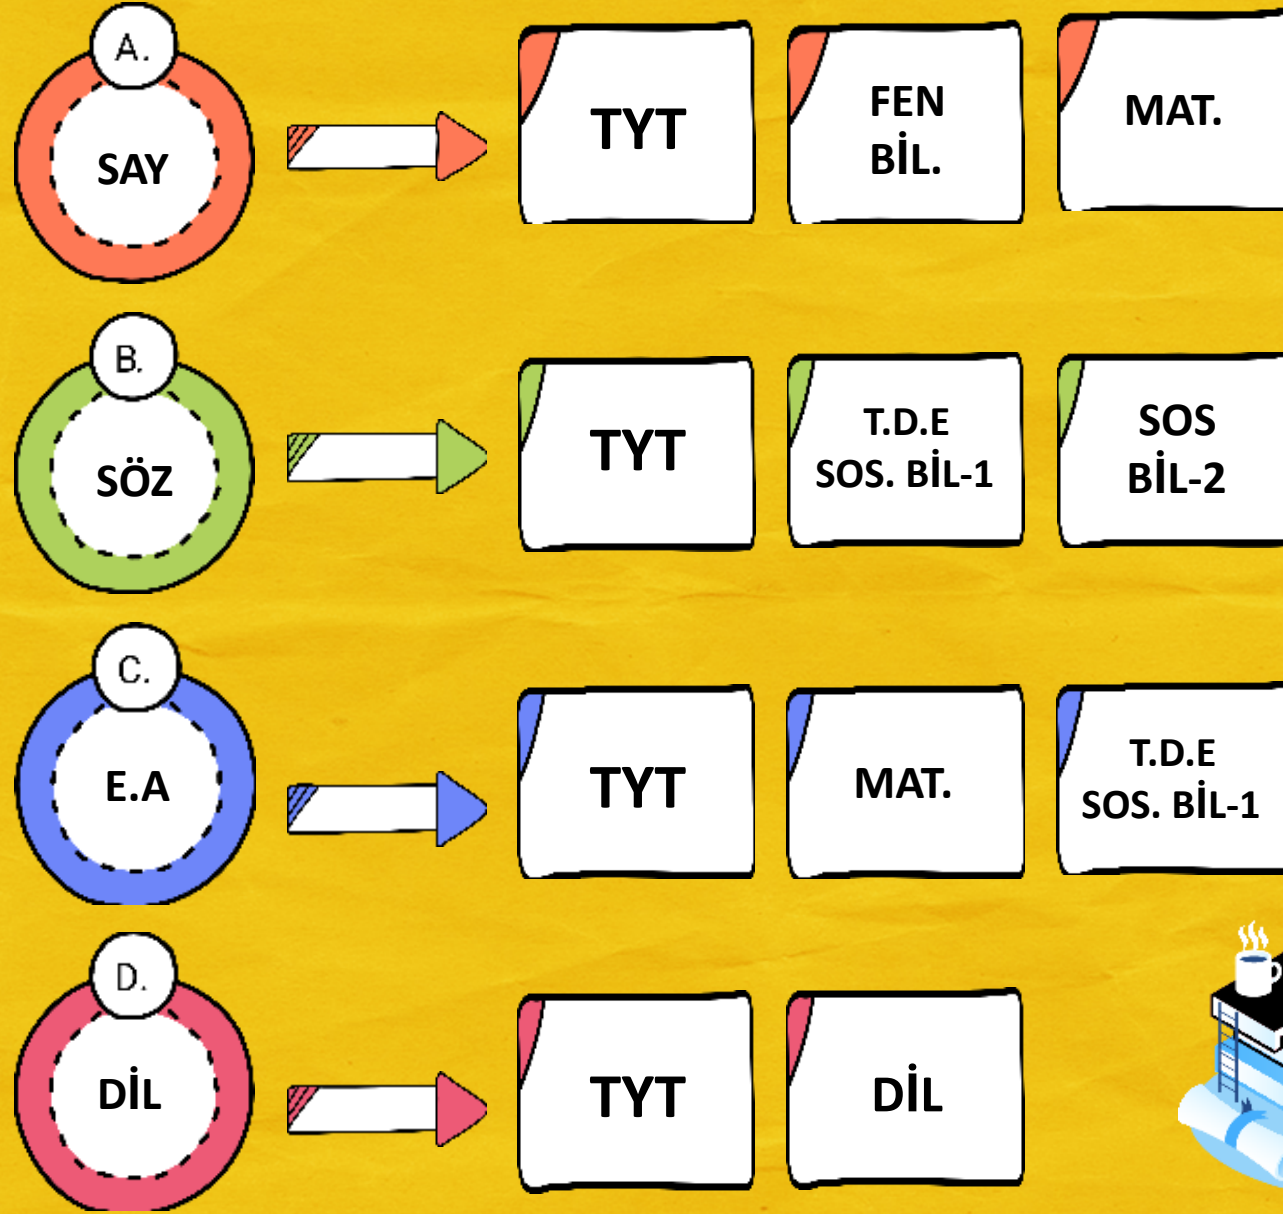 A.
SAY
TYT
FEN
BİL.
MAT.
B.
SÖZ
TYT
T.D.E
SOS. BİL-1
SOS
BİL-2
C.
E.A
TYT
MAT.
T.D.E
SOS. BİL-1
D.
DİL
TYT
DİL